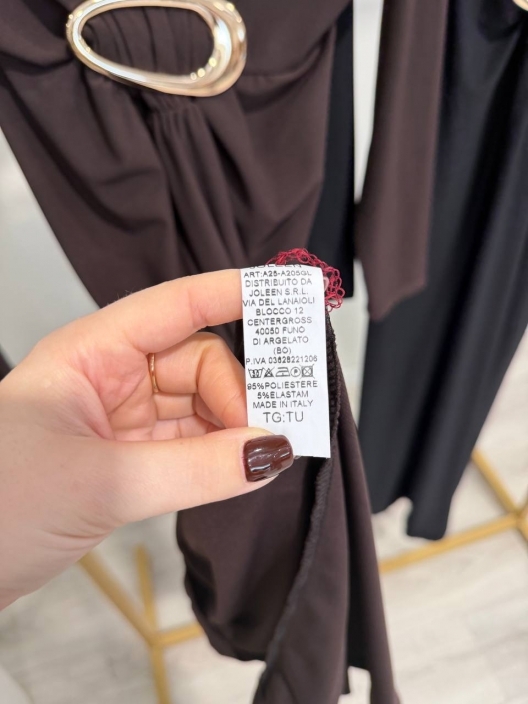 ART:A25-A205GL
DISTRIBUITO DA
JOLEEN S.R.L.
VIA DEL LANAIOLI
BLOCCO 12
CENTERGROSS
40050 FUNO
DI ARGELATO
(BO)
P.IVA 03628221206
95%POLIESTERE
5%ELASTAM
MADE IN ITALY
TG:TU